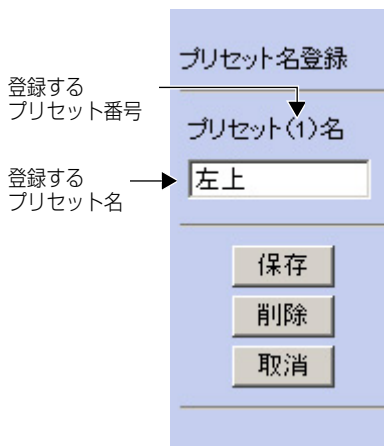 プリセット名登録
登録する
プリセット番号
プリセット(1)名
登録する
プリセット名
左上
保存
削除
取消